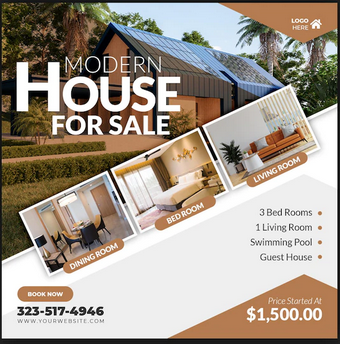 LOGO
HERE
MODERN
HOUSE
FOR SALE
LIVING ROOM
BED ROOM
DINING ROOM
3 Bed Rooms
1 Living Room
Swimming Pool
Guest House
BOOK NOW
323-517-4946
WWW.YOURWEBSITE.COM
Price Started At
$1,500.00